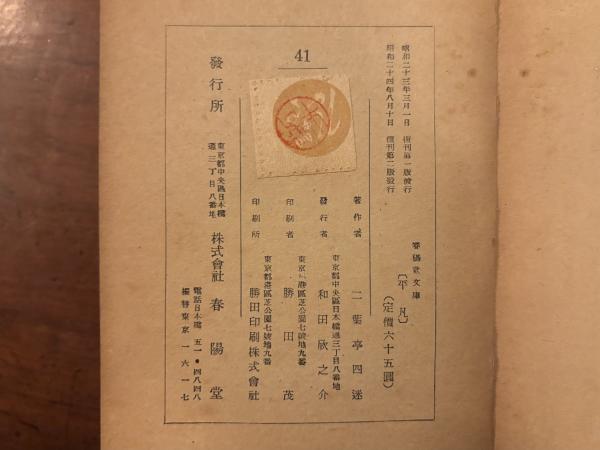 41
昭和二十三年三月一日 復刊第一版發行
昭和二十四年八月十日 復刊第二版發行
春陽堂文庫
〔平凡〕
(定價六十五圓)
著作者 二葉亭四迷
東京都中央區日本橋通三丁目八番地
發行者 和田欣之介
東京都港區芝公園七號地九番
印刷者 勝田茂
東京都港區芝公園七號地九番
印刷所 勝田印刷株式會社
發行所 東京都中央區日本橋
通三丁目八番地
株式會社 春陽堂
電話日本橋 五一・四八四八
振替東京 一六一七